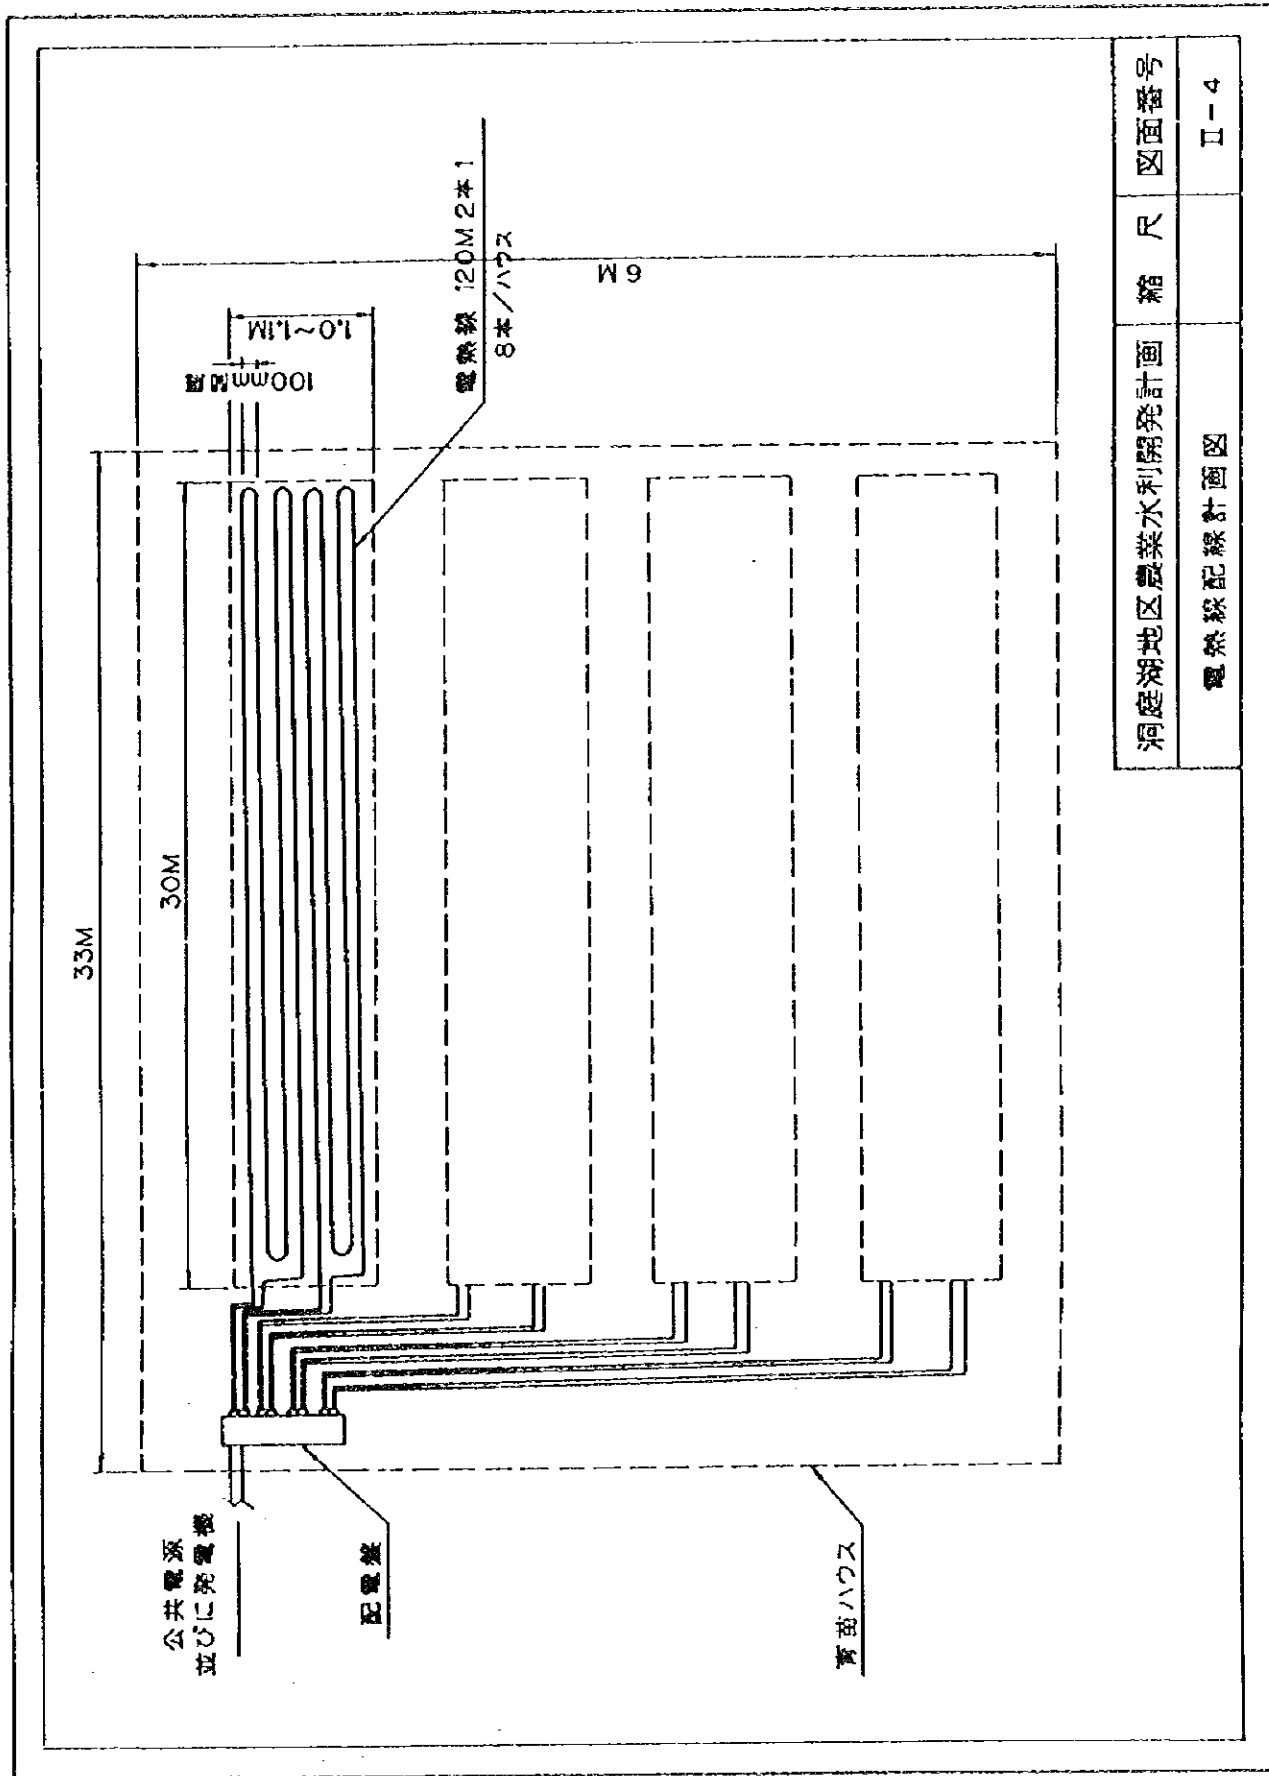 33M
30M
100mm間隔
1.0~1.1M
電熱線 120M 2本1
8本/ハウス
6M
公共電源
並びに発電機
配電盤
育苗ハウス
洞庭湖地区農業水利開発計画
縮 尺
図面番号
電熱線配線計画図
II-4